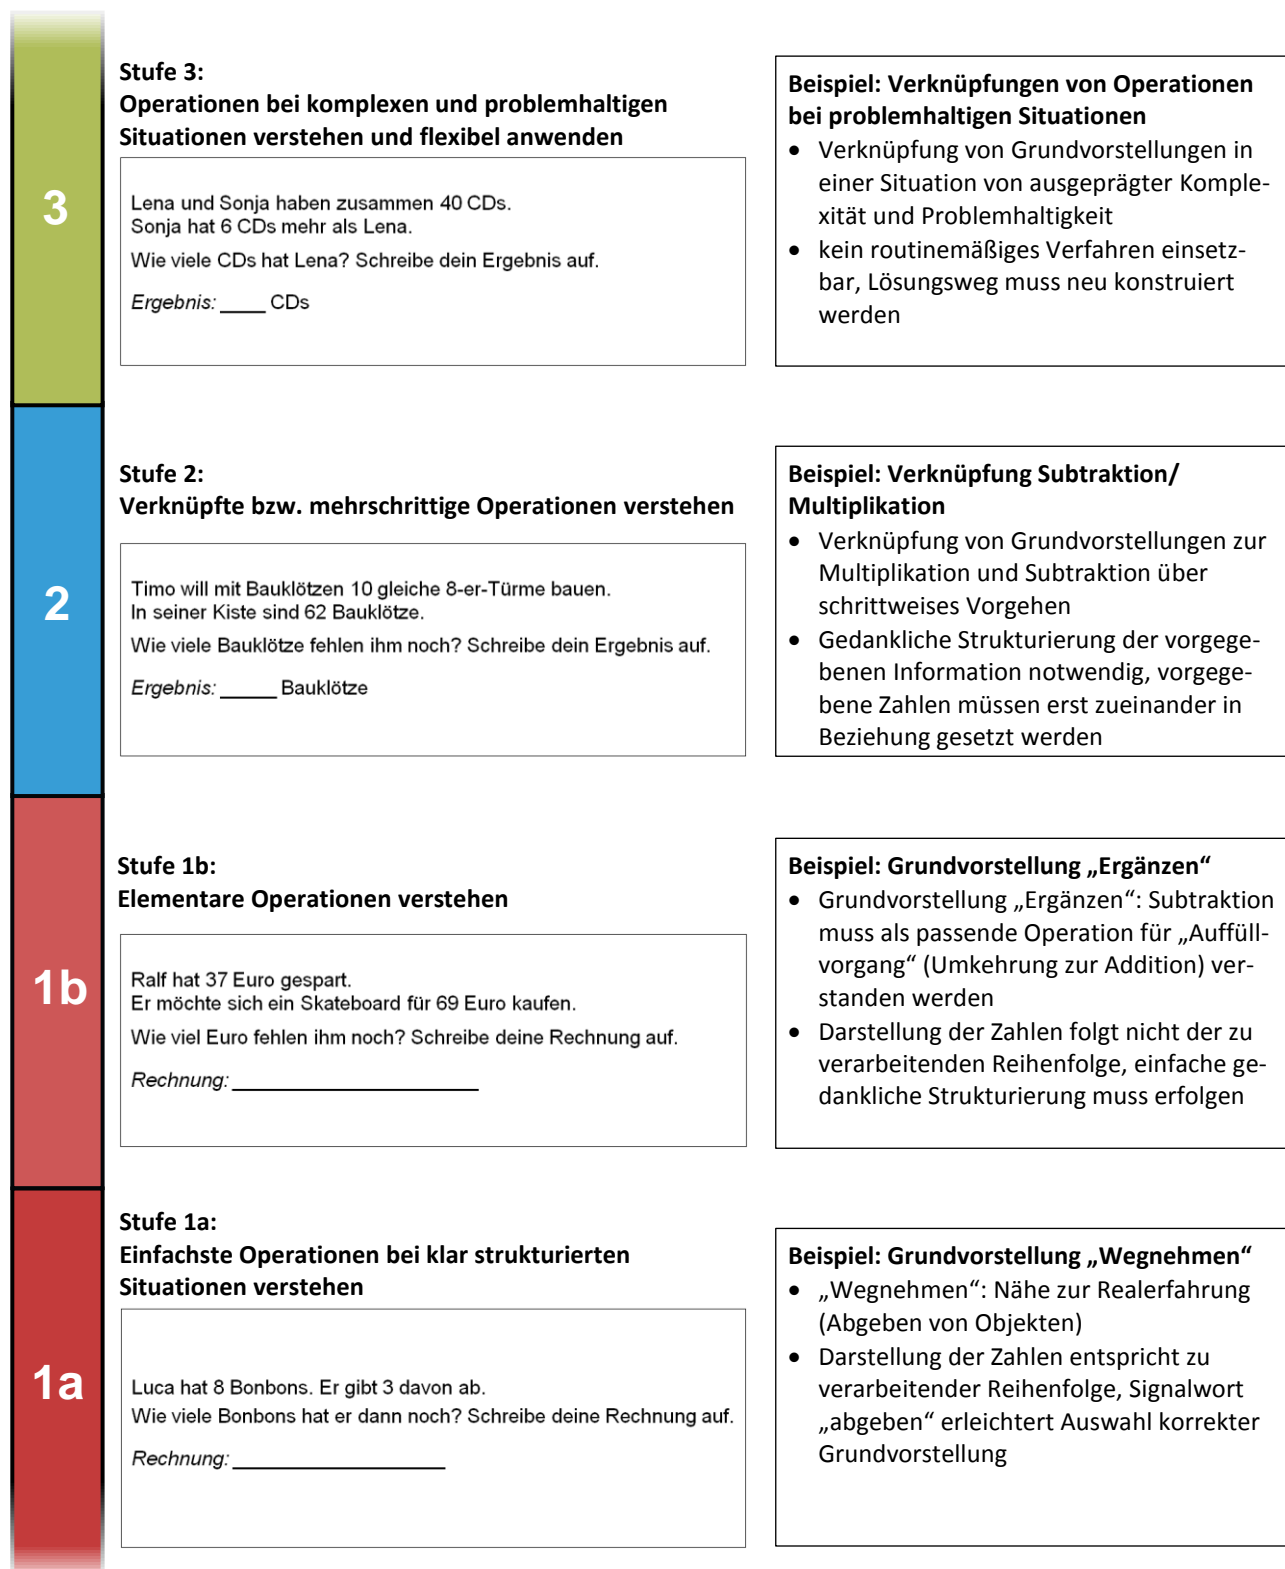 3
Stufe 3:
Operationen bei komplexen und problemhaltigen
Situationen verstehen und flexibel anwenden
Lena und Sonja haben zusammen 40 CDs.
Sonja hat 6 CDs mehr als Lena.
Wie viele CDs hat Lena? Schreibe dein Ergebnis auf.
Ergebnis: ____ CDs
Beispiel: Verknüpfungen von Operationen
bei problemhaltigen Situationen
• Verknüpfung von Grundvorstellungen in
einer Situation von ausgeprägter Komple-
xität und Problemhaltigkeit
• kein routinemäßiges Verfahren einsetz-
bar, Lösungsweg muss neu konstruiert
werden
2
Stufe 2:
Verknüpfte bzw. mehrschrittige Operationen verstehen
Timo will mit Bauklötzen 10 gleiche 8-er-Türme bauen.
In seiner Kiste sind 62 Bauklötze.
Wie viele Bauklötze fehlen ihm noch? Schreibe dein Ergebnis auf.
Ergebnis: _____ Bauklötze
Beispiel: Verknüpfung Subtraktion/
Multiplikation
• Verknüpfung von Grundvorstellungen zur
Multiplikation und Subtraktion über
schrittweises Vorgehen
• Gedankliche Strukturierung der vorgege-
benen Information notwendig, vorgege-
bene Zahlen müssen erst zueinander in
Beziehung gesetzt werden
1b
Stufe 1b:
Elementare Operationen verstehen
Ralf hat 37 Euro gespart.
Er möchte sich ein Skateboard für 69 Euro kaufen.
Wie viel Euro fehlen ihm noch? Schreibe deine Rechnung auf.
Rechnung: ______________________
Beispiel: Grundvorstellung „Ergänzen“
• Grundvorstellung „Ergänzen“: Subtraktion
muss als passende Operation für „Auffüll-
vorgang“ (Umkehrung zur Addition) ver-
standen werden
• Darstellung der Zahlen folgt nicht der zu
verarbeitenden Reihenfolge, einfache ge-
dankliche Strukturierung muss erfolgen
1a
Stufe 1a:
Einfachste Operationen bei klar strukturierten
Situationen verstehen
Luca hat 8 Bonbons. Er gibt 3 davon ab.
Wie viele Bonbons hat er dann noch? Schreibe deine Rechnung auf.
Rechnung: ___________________
Beispiel: Grundvorstellung „Wegnehmen“
• „Wegnehmen“: Nähe zur Realerfahrung
(Abgeben von Objekten)
• Darstellung der Zahlen entspricht zu
verarbeitender Reihenfolge, Signalwort
„abgeben“ erleichtert Auswahl korrekter
Grundvorstellung